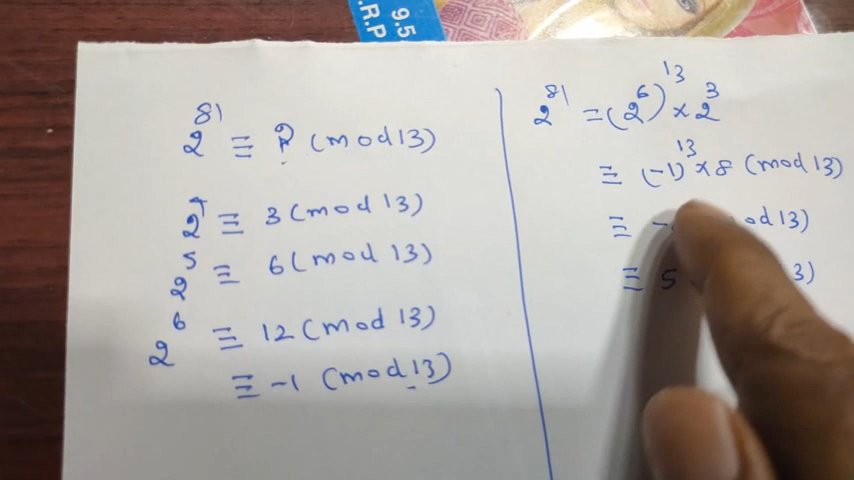 9.5
.R.P
2^81 ≡ ? (mod 13)
2^4 ≡ 3 (mod 13)
2^5 ≡ 6 (mod 13)
2^6 ≡ 12 (mod 13)
≡ -1 (mod 13)
2^81 = (2^6)^13 × 2^3
≡ (-1)^13 × 8 (mod 13)
≡ - od 13)
≡ 5 3)